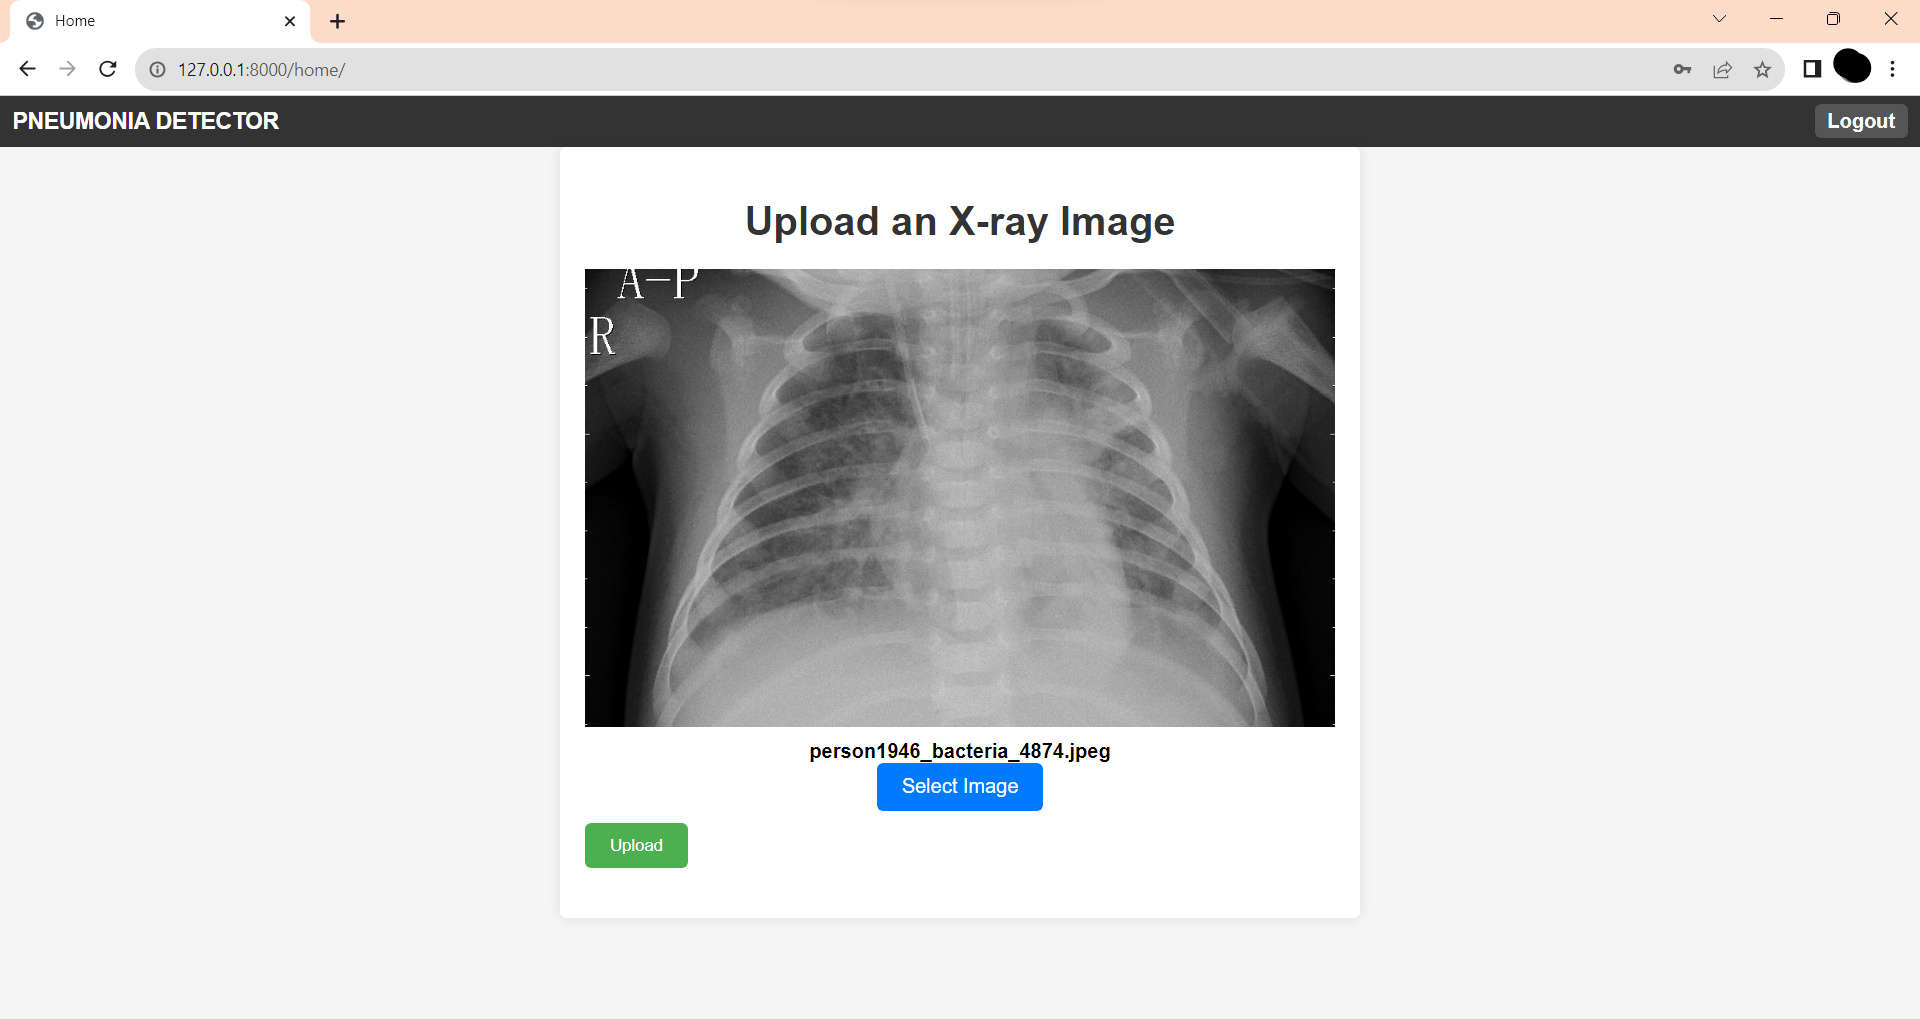 Home
127.0.0.1:8000/home/
PNEUMONIA DETECTOR
Logout
Upload an X-ray Image
A-P
R
person1946_bacteria_4874.jpeg
Select Image
Upload